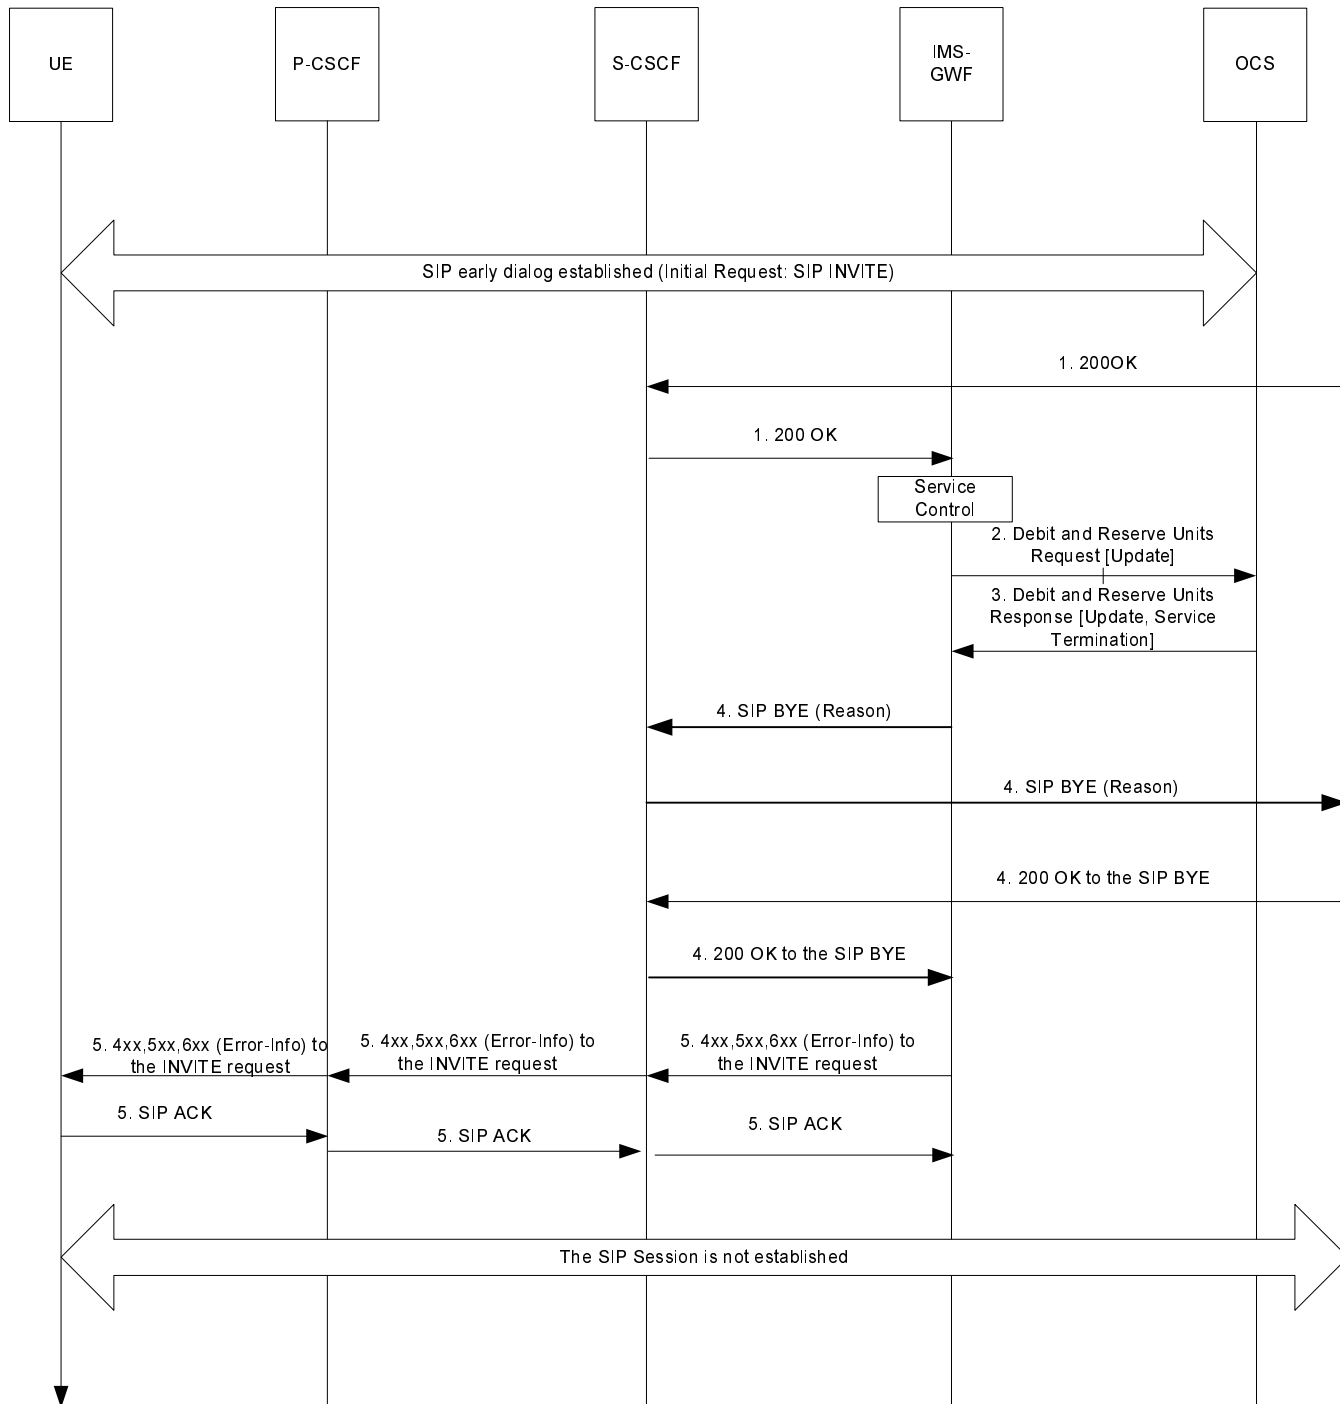 UE
P-CSCF
S-CSCF
IMS-
GWF
OCS
SIP early dialog established (Initial Request: SIP INVITE)
1. 200OK
1. 200 OK
Service
Control
2. Debit and Reserve Units
Request [Update]
3. Debit and Reserve Units
Response [Update, Service
Termination]
4. SIP BYE (Reason)
4. SIP BYE (Reason)
4. 200 OK to the SIP BYE
4. 200 OK to the SIP BYE
5. 4xx,5xx,6xx (Error-Info) to
the INVITE request
5. 4xx,5xx,6xx (Error-Info) to
the INVITE request
5. 4xx,5xx,6xx (Error-Info) to
the INVITE request
5. SIP ACK
5. SIP ACK
5. SIP ACK
The SIP Session is not established